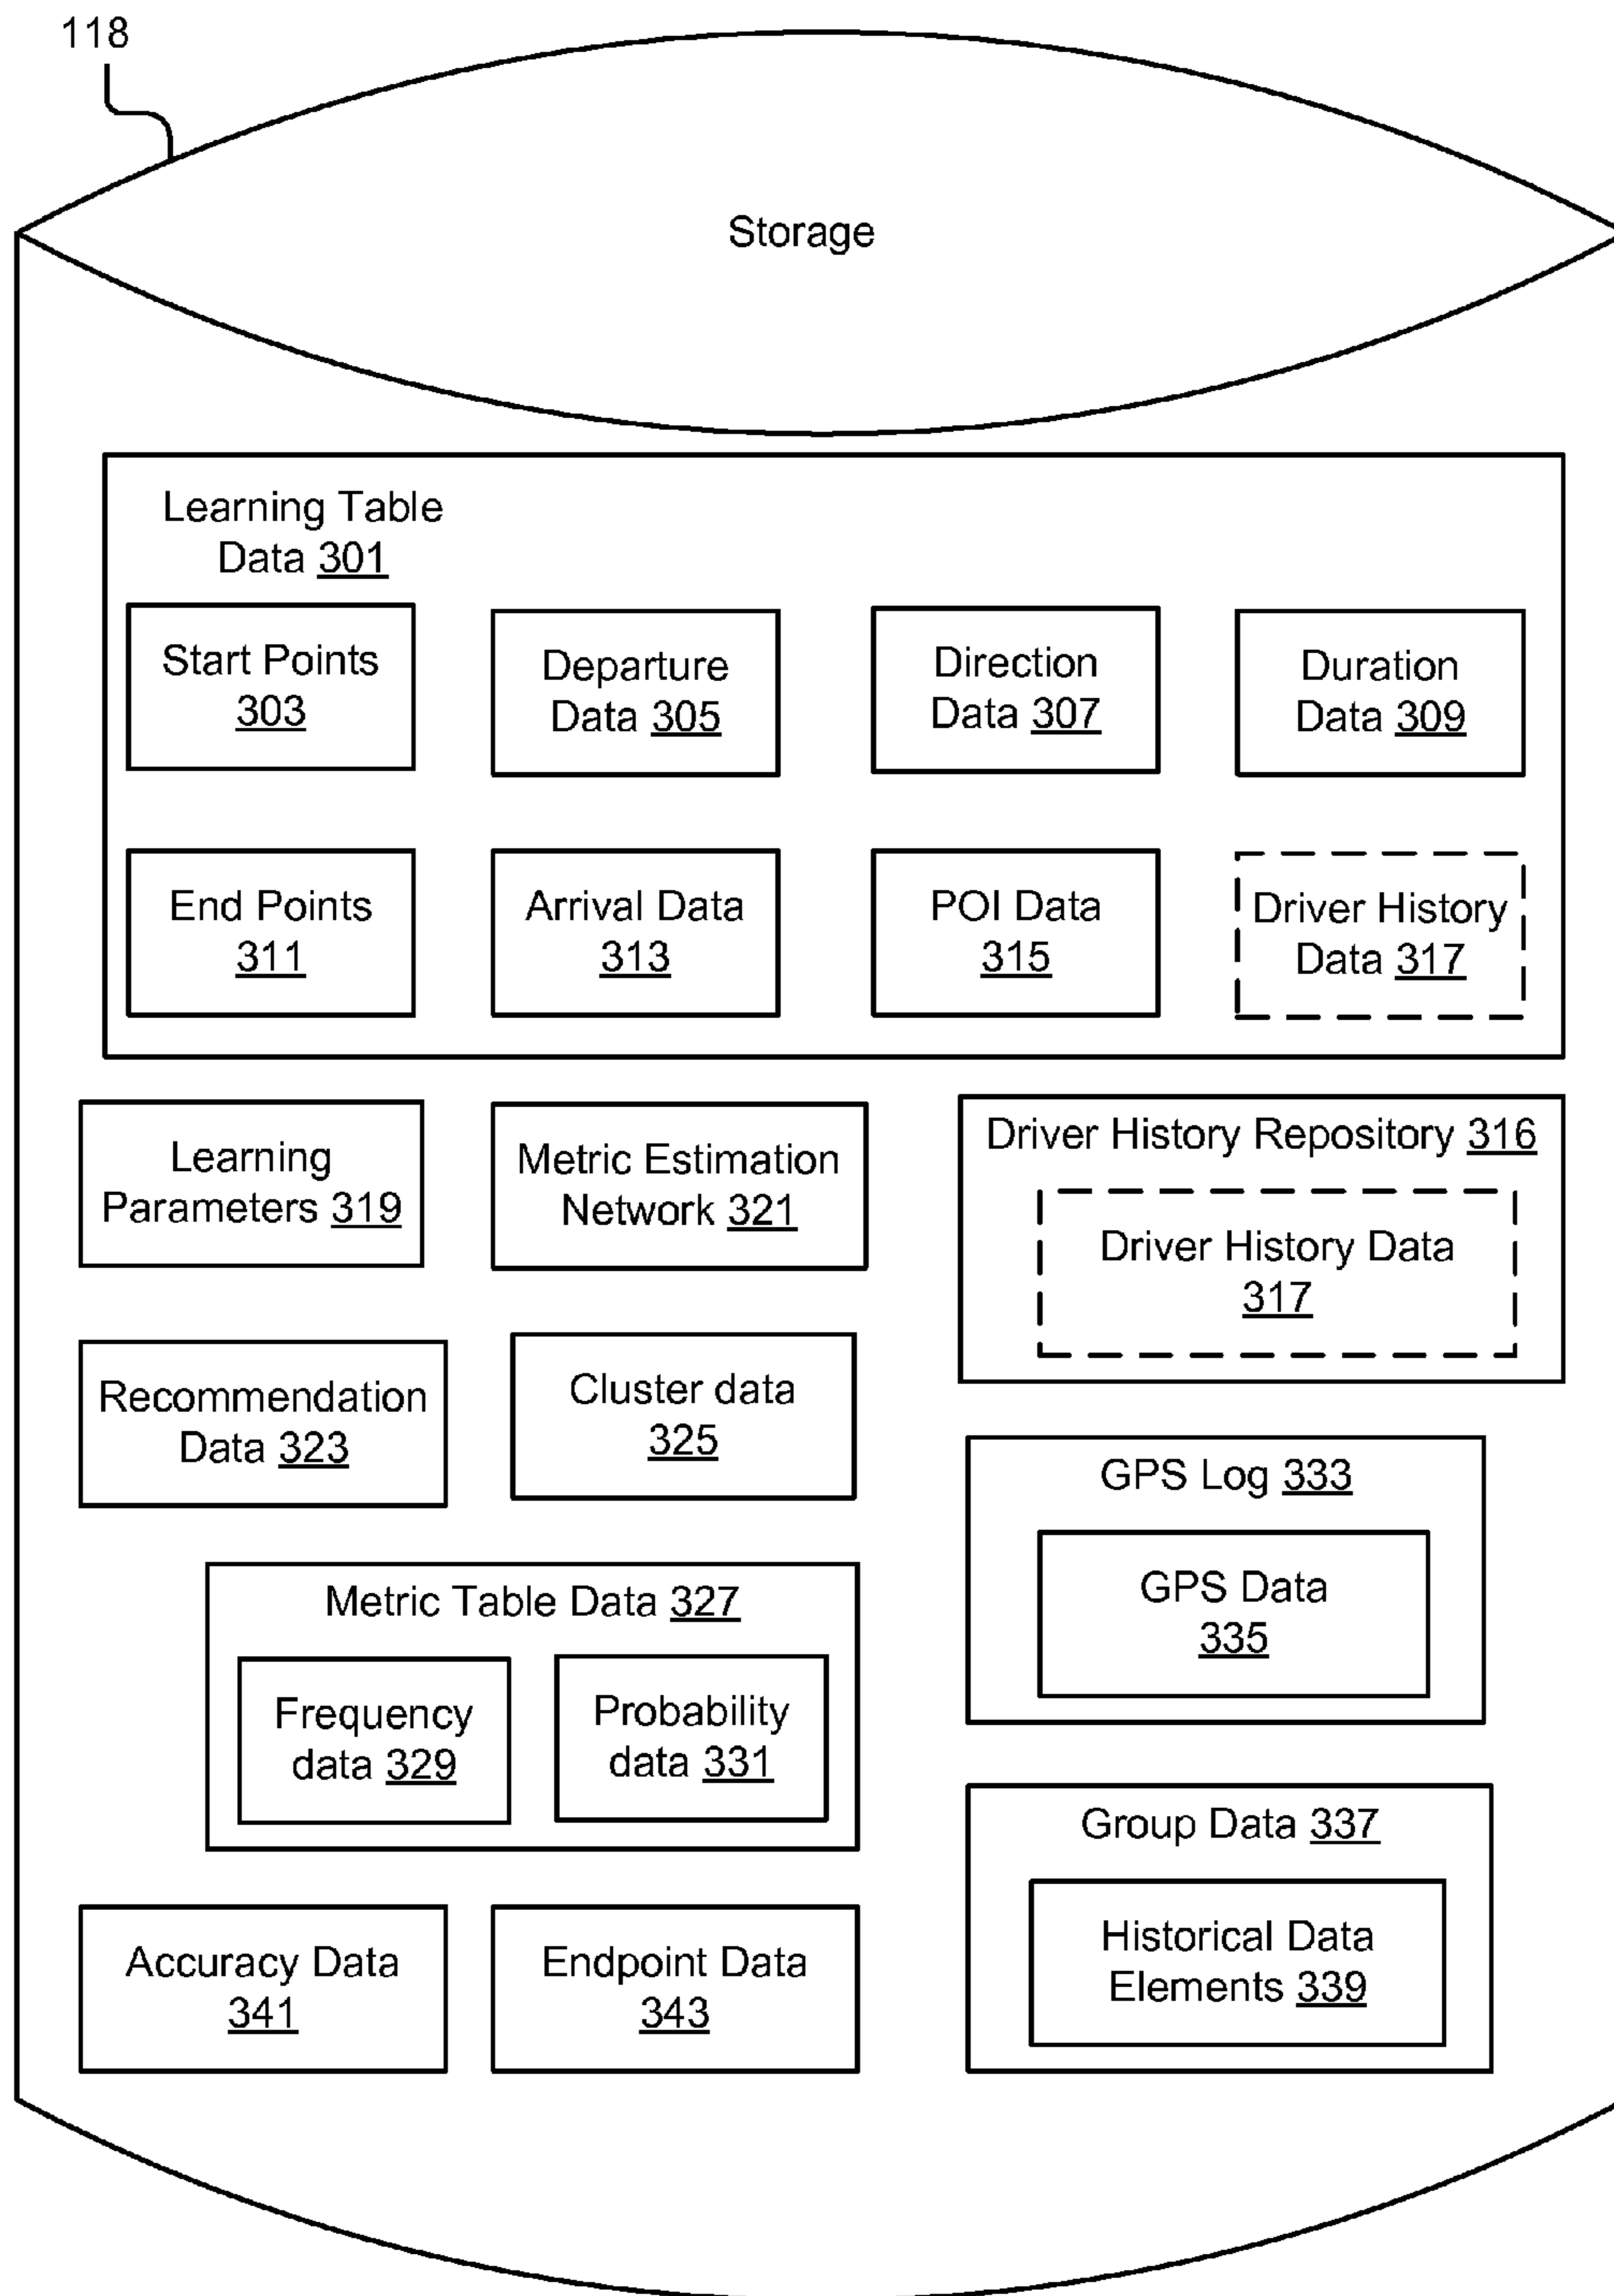 118
Storage
Learning Table
Data 301
Start Points
303
Departure
Data 305
Direction
Data 307
Duration
Data 309
End Points
311
Arrival Data
313
POI Data
315
Driver History
Data 317
Learning
Parameters 319
Metric Estimation
Network 321
Driver History Repository 316
Driver History Data
317
Recommendation
Data 323
Cluster data
325
GPS Log 333
GPS Data
335
Metric Table Data 327
Frequency
data 329
Probability
data 331
Group Data 337
Historical Data
Elements 339
Accuracy Data
341
Endpoint Data
343